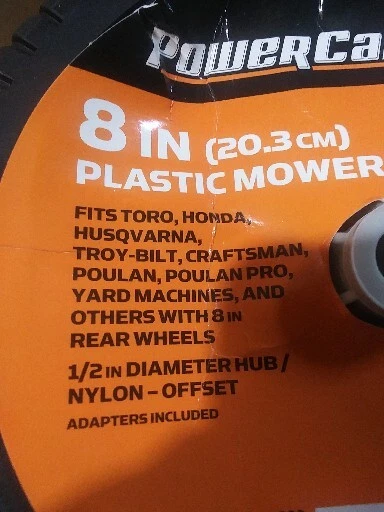 POWERCA
8 IN (20.3 CM)
PLASTIC MOWER
FITS TORO, HONDA,
HUSQVARNA,
TROY-BILT, CRAFTSMAN,
POULAN, POULAN PRO,
YARD MACHINES, AND
OTHERS WITH 8 IN
REAR WHEELS
1/2 IN DIAMETER HUB /
NYLON – OFFSET
ADAPTERS INCLUDED